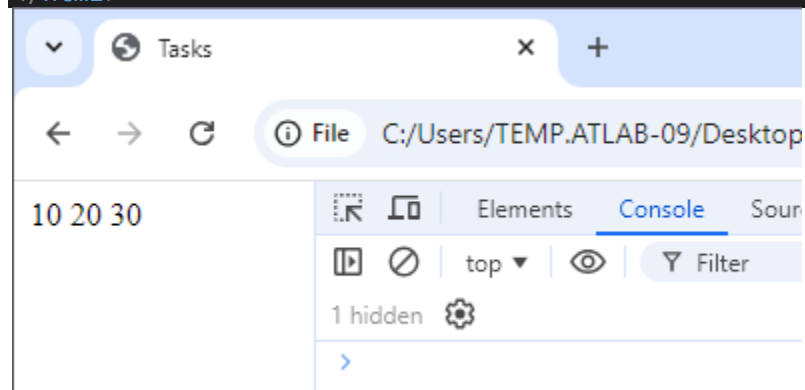 Tasks
File C:/Users/TEMP.ATLAB-09/Desktop
10 20 30
Elements Console
top Filter
1 hidden